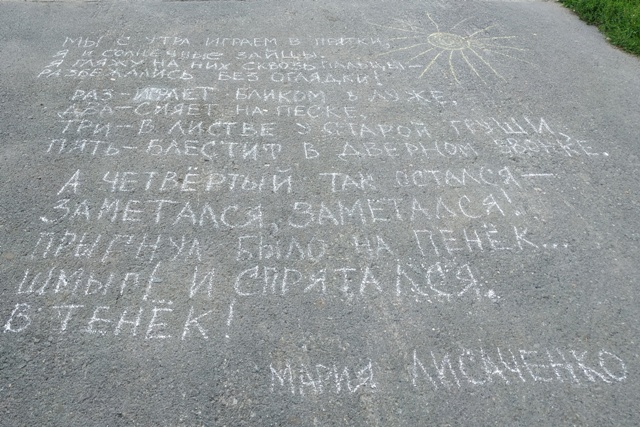 МЫ С УТРА ИГРАЕМ В ПРЯТКИ,
Я И СОЛНЕЧНЫЕ ЗАЙЦЫ.
Я ГЛЯЖУ НА НИХ СКВОЗЬ ПАЛЬЦЫ –
РАЗБЕЖАЛИСЬ БЕЗ ОГЛЯДКИ!
РАЗ – ИГРАЕТ БЛИКОМ В ЛУЖЕ,
ДВА – СИЯЕТ НА ПЕСКЕ,
ТРИ – В ЛИСТВЕ У СТАРОЙ ГРУШИ,
ПЯТЬ – БЛЕСТИТ В ДВЕРНОМ ЗВОНКЕ.
А ЧЕТВЁРТЫЙ ТАК ОСТАЛСЯ –
ЗАМЕТАЛСЯ, ЗАМЕТАЛСЯ!
ПРЫГНУЛ БЫЛО НА ПЕНЁК...
ШМЫГ! И СПРЯТАЛСЯ
В ТЕНЁК!
МАРИЯ ЛИСАЧЕНКО